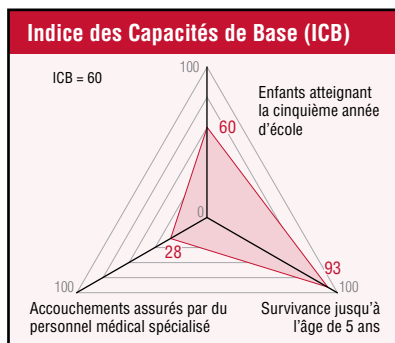 Indice des Capacités de Base (ICB)
100
ICB = 60
Enfants atteignant
la cinquième année
d'école
60
0
28
93
100
100
Accouchements assurés par du
personnel médical spécialisé
Survivance jusqu'à
l'âge de 5 ans